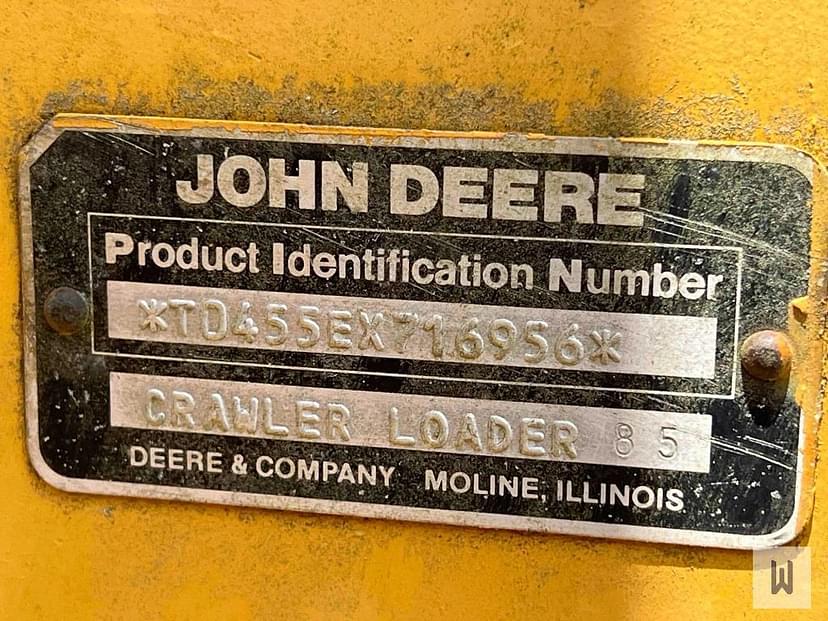 JOHN DEERE
Product Identification Number
*TD455EX716956*
CRAWLER LOADER 85
DEERE & COMPANY MOLINE, ILLINOIS
W